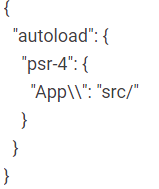 {
  "autoload": {
    "psr-4": {
      "App\\": "src/"
    }
  }
}